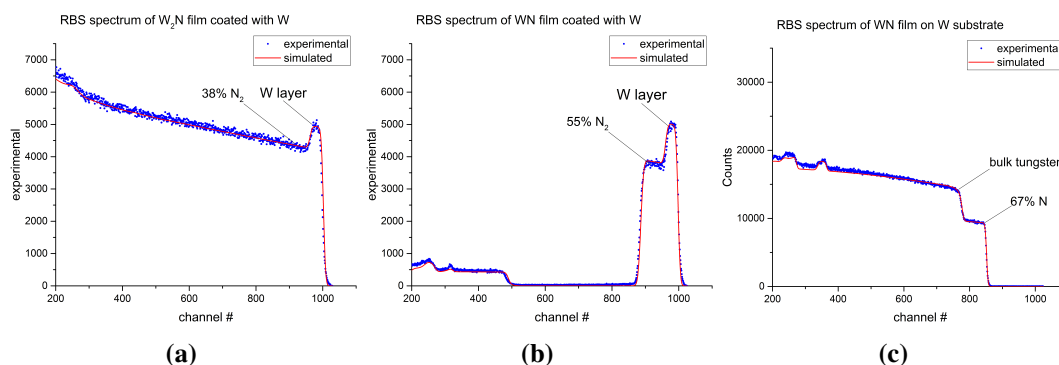 RBS spectrum of W₂N film coated with W
experimental
simulated
7000
6000
5000
4000
3000
2000
1000
0
experimental
38% N₂
W layer
200 400 600 800 1000
channel #
(a)
RBS spectrum of WN film coated with W
experimental
simulated
7000
6000
5000
4000
3000
2000
1000
0
experimental
W layer
55% N₂
200 400 600 800 1000
channel #
(b)
RBS spectrum of WN film on W substrate
experimental
simulated
30000
20000
10000
0
Counts
bulk tungster
67% N
200 400 600 800 1000
channel #
(c)